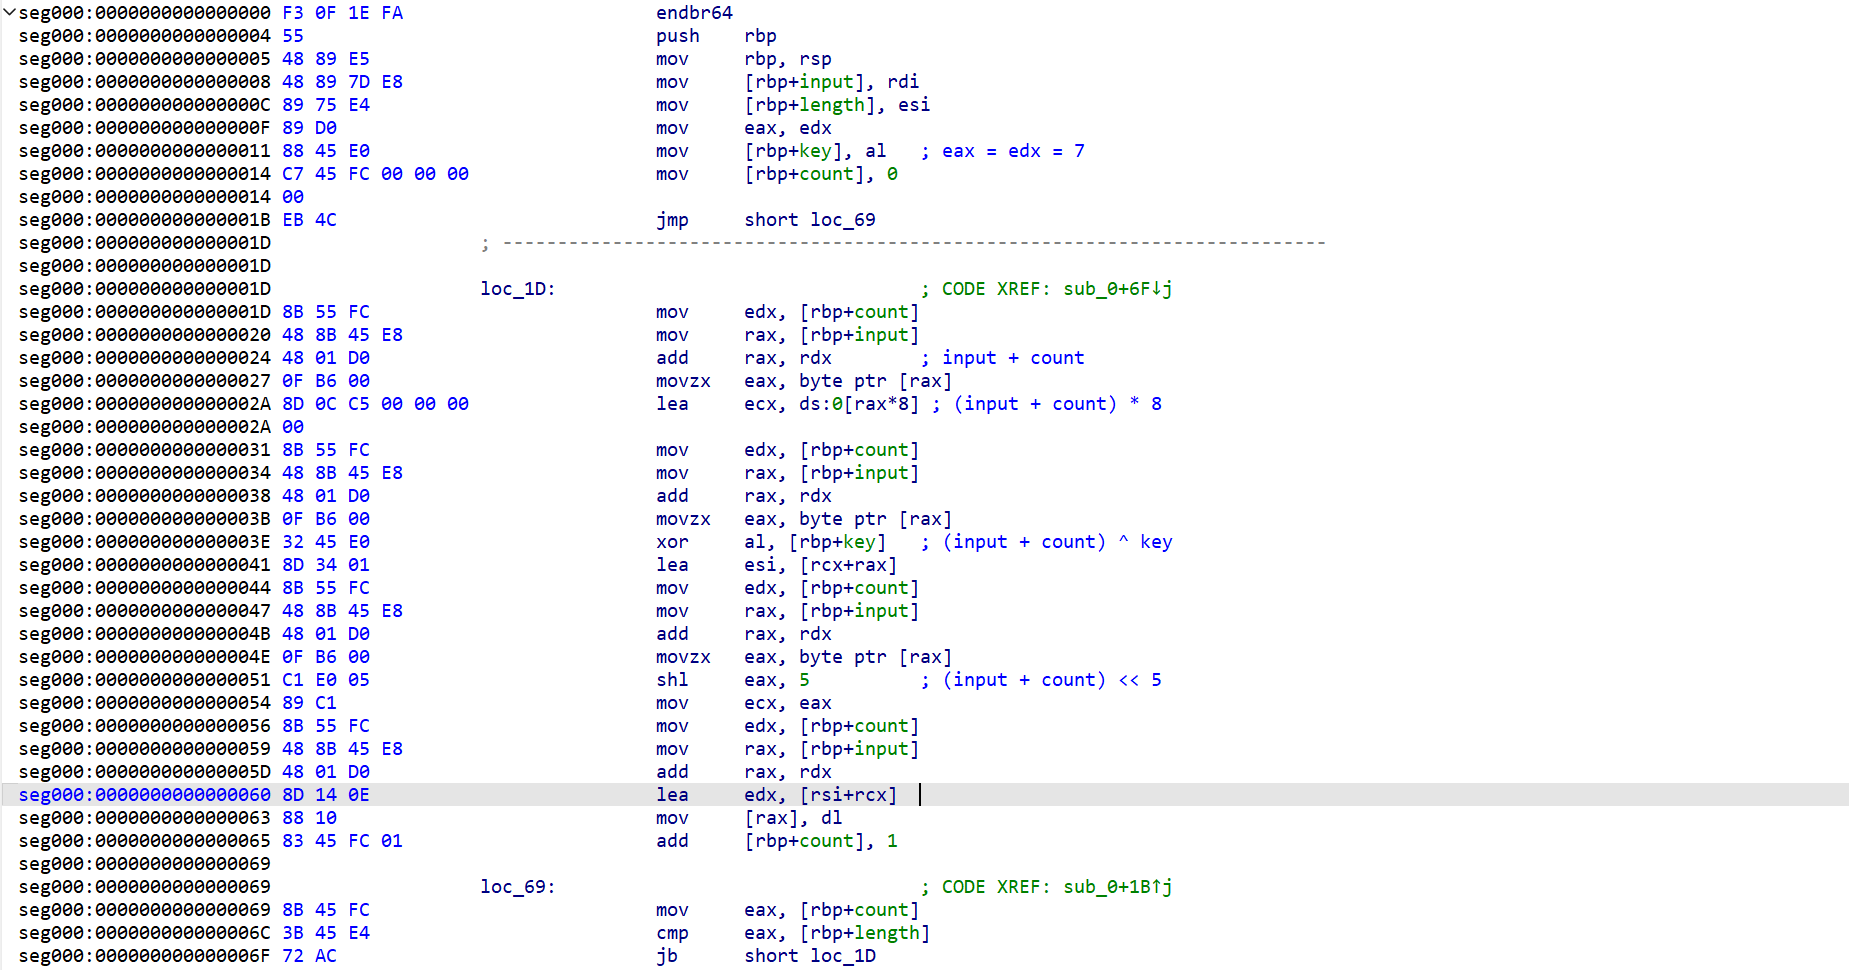 seg000:0000000000000000 F3 0F 1E FA endbr64
seg000:0000000000000004 55 push rbp
seg000:0000000000000005 48 89 E5 mov rbp, rsp
seg000:0000000000000008 48 89 7D E8 mov [rbp+input], rdi
seg000:000000000000000C 89 75 E4 mov [rbp+length], esi
seg000:000000000000000F 89 D0 mov eax, edx
seg000:0000000000000011 88 45 E0 mov [rbp+key], al ; eax = edx = 7
seg000:0000000000000014 C7 45 FC 00 00 00 mov [rbp+count], 0
seg000:0000000000000014 00
seg000:000000000000001B EB 4C jmp short loc_69
seg000:000000000000001D ; ---------------------------------------------------------------------------
seg000:000000000000001D
seg000:000000000000001D loc_1D: ; CODE XREF: sub_0+6F↓j
seg000:000000000000001D 8B 55 FC mov edx, [rbp+count]
seg000:0000000000000020 48 8B 45 E8 mov rax, [rbp+input]
seg000:0000000000000024 48 01 D0 add rax, rdx ; input + count
seg000:0000000000000027 0F B6 00 movzx eax, byte ptr [rax]
seg000:000000000000002A 8D 0C C5 00 00 00 lea ecx, ds:0[rax*8] ; (input + count) * 8
seg000:000000000000002A 00
seg000:0000000000000031 8B 55 FC mov edx, [rbp+count]
seg000:0000000000000034 48 8B 45 E8 mov rax, [rbp+input]
seg000:0000000000000038 48 01 D0 add rax, rdx
seg000:000000000000003B 0F B6 00 movzx eax, byte ptr [rax]
seg000:000000000000003E 32 45 E0 xor al, [rbp+key] ; (input + count) ^ key
seg000:0000000000000041 8D 34 01 lea esi, [rcx+rax]
seg000:0000000000000044 8B 55 FC mov edx, [rbp+count]
seg000:0000000000000047 48 8B 45 E8 mov rax, [rbp+input]
seg000:000000000000004B 48 01 D0 add rax, rdx
seg000:000000000000004E 0F B6 00 movzx eax, byte ptr [rax]
seg000:0000000000000051 C1 E0 05 shl eax, 5 ; (input + count) << 5
seg000:0000000000000054 89 C1 mov ecx, eax
seg000:0000000000000056 8B 55 FC mov edx, [rbp+count]
seg000:0000000000000059 48 8B 45 E8 mov rax, [rbp+input]
seg000:000000000000005D 48 01 D0 add rax, rdx
seg000:0000000000000060 8D 14 0E lea edx, [rsi+rcx]
seg000:0000000000000063 88 10 mov [rax], dl
seg000:0000000000000065 83 45 FC 01 add [rbp+count], 1
seg000:0000000000000069
seg000:0000000000000069 loc_69: ; CODE XREF: sub_0+1B↑j
seg000:0000000000000069 8B 45 FC mov eax, [rbp+count]
seg000:000000000000006C 3B 45 E4 cmp eax, [rbp+length]
seg000:000000000000006F 72 AC jb short loc_1D